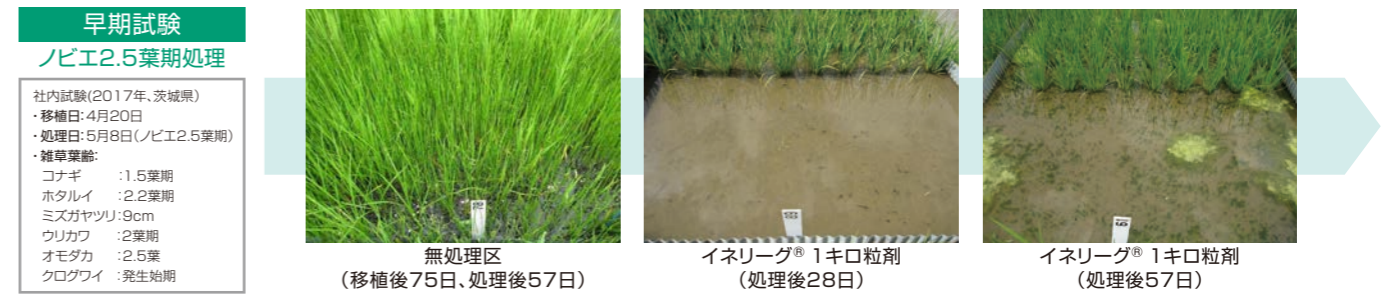 早期試験
ノビエ2.5葉期処理
社内試験(2017年、茨城県)
・移植日：4月20日
・処理日：5月8日（ノビエ2.5葉期）
・雑草葉齢：
コナギ　：1.5葉期
ホタルイ　：2.2葉期
ミズガヤツリ：9cm
ウリカワ　：2葉期
オモダカ　：2.5葉
クログワイ　：発生始期
無処理区
（移植後75日、処理後57日）
イネリーグ® 1キロ粒剤
（処理後28日）
イネリーグ® 1キロ粒剤
（処理後57日）